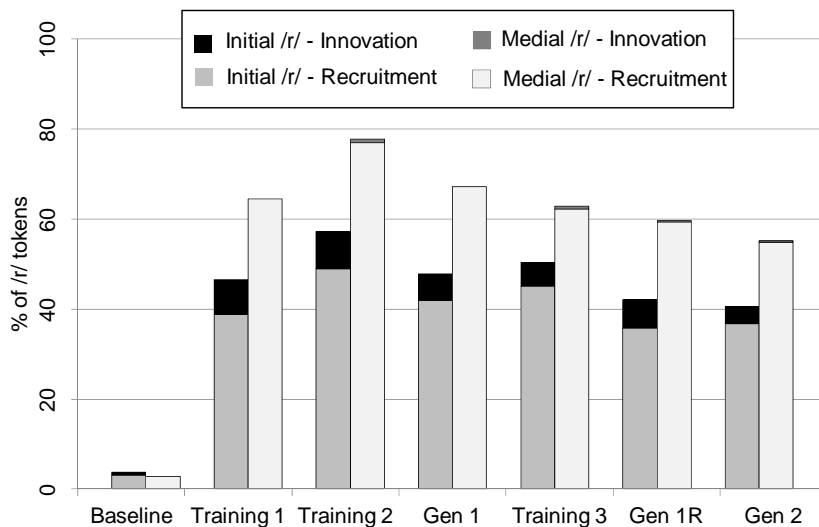 100
80
60
40
20
0
% of /r/ tokens
Initial /r/ - Innovation
Medial /r/ - Innovation
Initial /r/ - Recruitment
Medial /r/ - Recruitment
Baseline Training 1 Training 2 Gen 1 Training 3 Gen 1R Gen 2